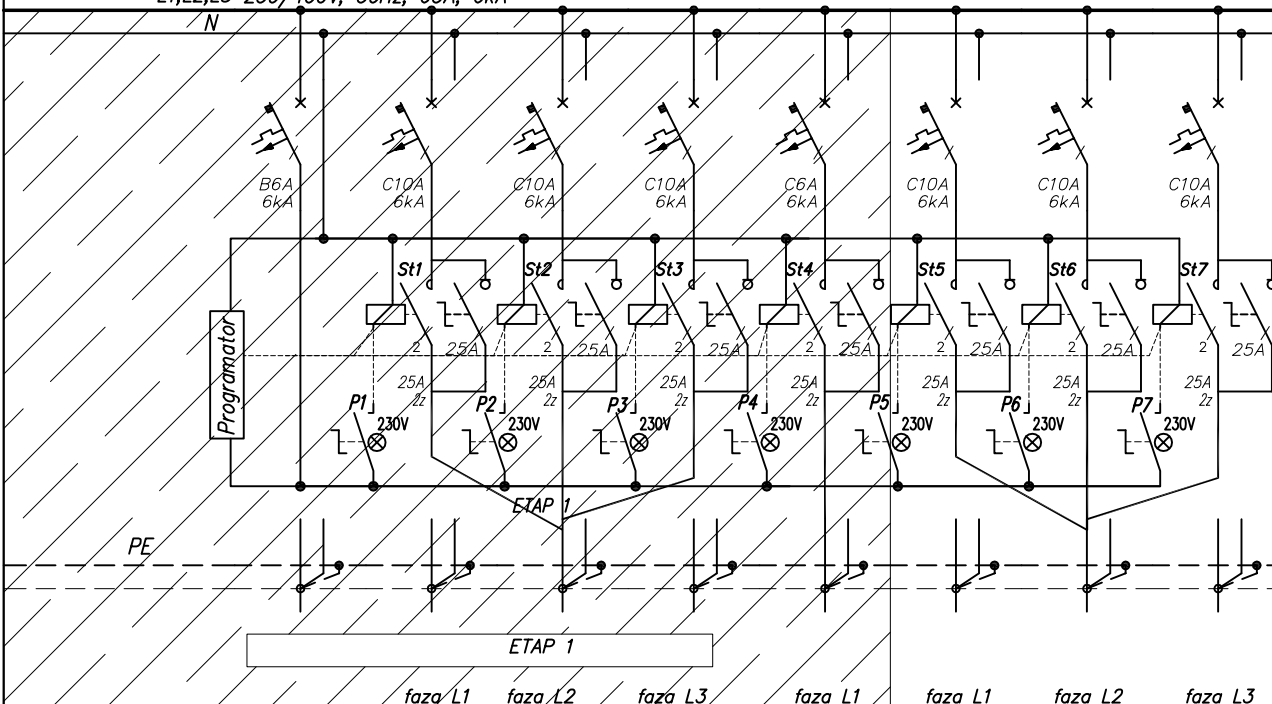 N
B6A C10A C10A C10A C6A C10A C10A C10A
6kA 6kA 6kA 6kA 6kA 6kA 6kA 6kA
St1 St2 St3 St4 St5 St6 St7
Programator
2 25A 2 25A 2 25A 2 25A 2 25A 2 25A 2 25A
25A 25A 25A 25A 25A 25A 25A
2z 2z 2z 2z 2z 2z 2z
P1 P2 P3 P4 P5 P6 P7
230V 230V 230V 230V 230V 230V 230V
ETAP 1
PE
ETAP 1
faza L1 faza L2 faza L3 faza L1 faza L1 faza L2 faza L3